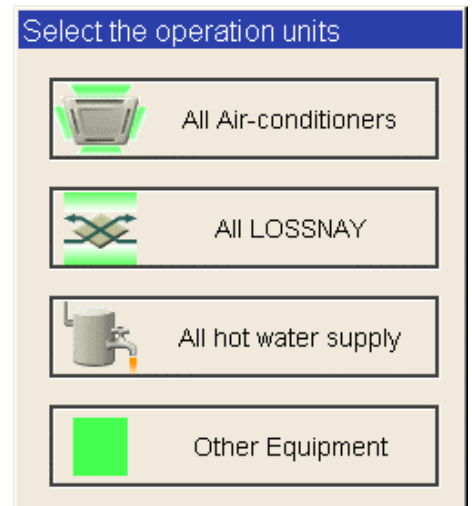 Select the operation units
All Air-conditioners
All LOSSNAY
All hot water supply
Other Equipment